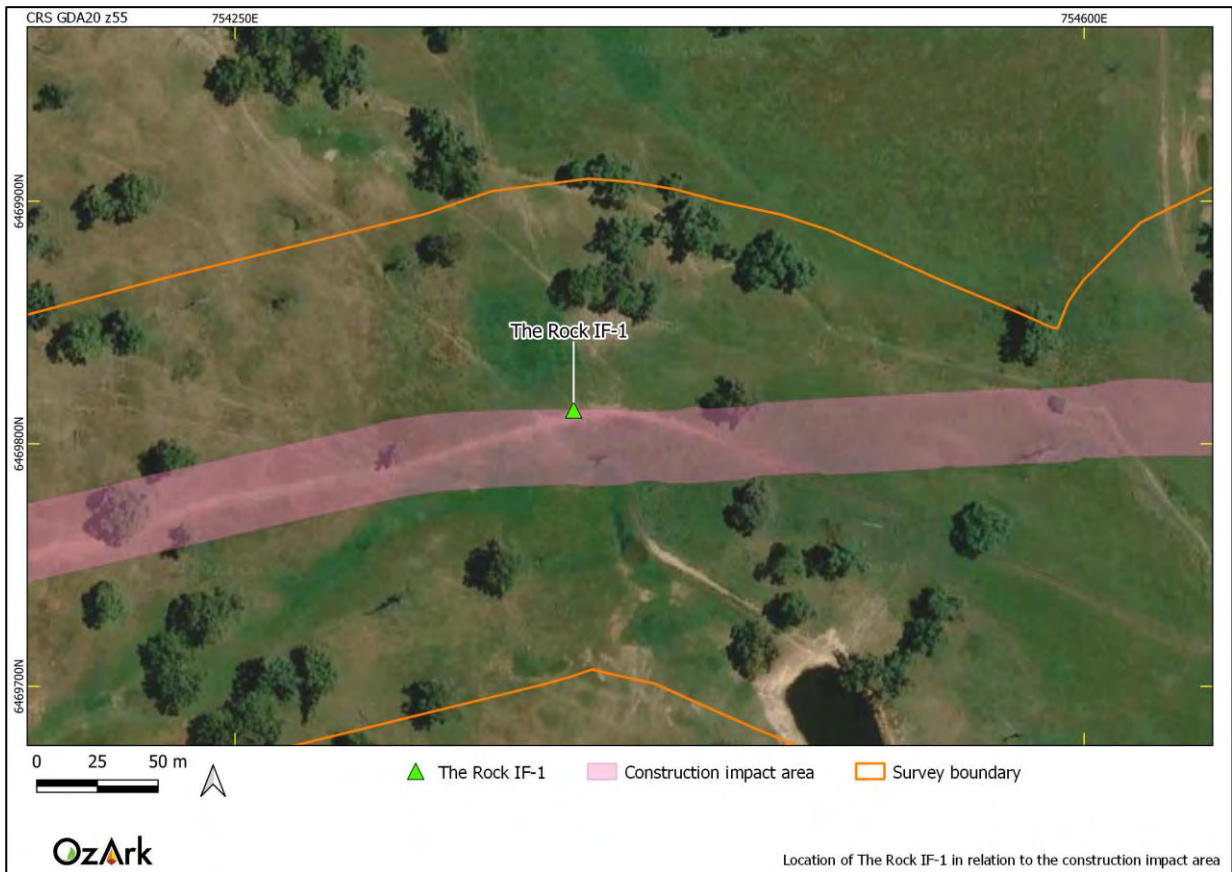 CRS GDA20 z55
754250E
754600E
6469900N
6469800N
6469700N
The Rock IF-1
0 25 50 m
The Rock IF-1
Construction impact area
Survey boundary
OzArk
Location of The Rock IF-1 in relation to the construction impact area